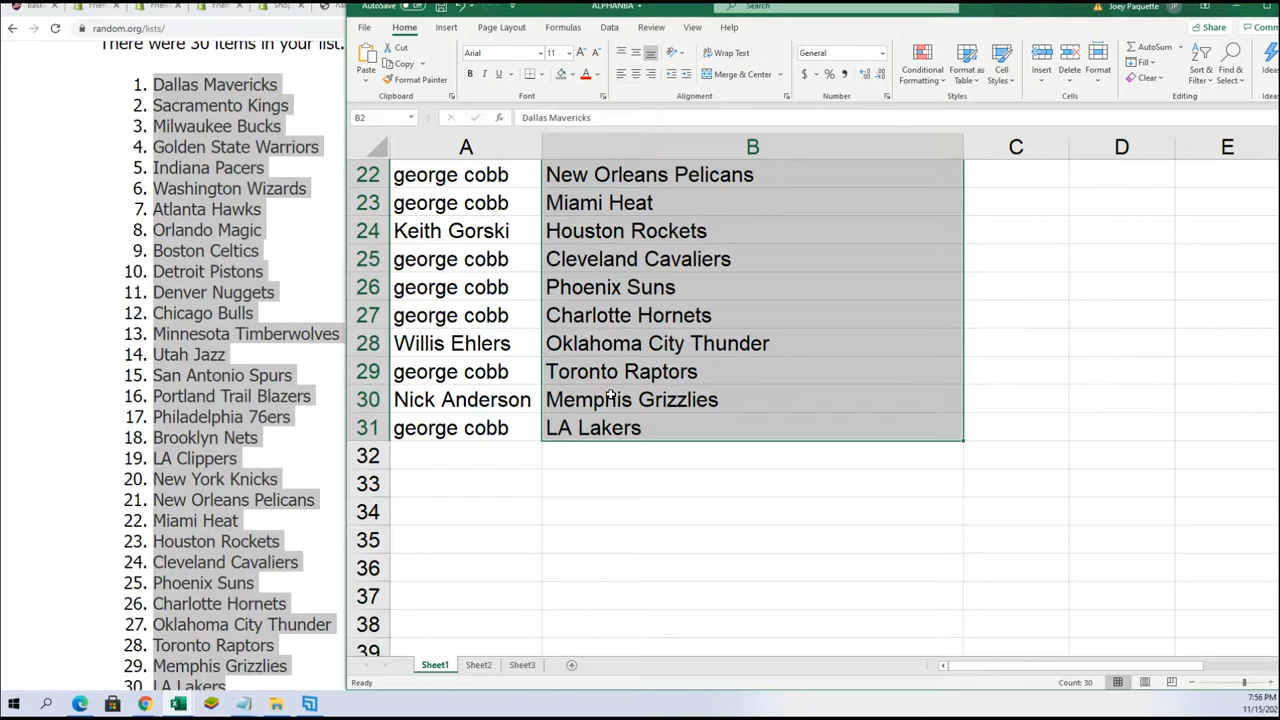 AutoSave Off ALPHANBA Search Joey Paquette JP
random.org/lists/
File Home Insert Draw Page Layout Formulas Data Review View Help Share
There were 30 items in your list.
Paste Cut Copy Format Painter Clipboard
Arial 11 Font
Wrap Text Merge & Center Alignment
General Number
Conditional Formatting Format as Table Cell Styles Styles
Insert Delete Format Cells
AutoSum Fill Clear Sort & Filter Find & Select Editing
B2 Dallas Mavericks
A B C D E
1. Dallas Mavericks
2. Sacramento Kings
3. Milwaukee Bucks
4. Golden State Warriors
5. Indiana Pacers
6. Washington Wizards
7. Atlanta Hawks
8. Orlando Magic
9. Boston Celtics
10. Detroit Pistons
11. Denver Nuggets
12. Chicago Bulls
13. Minnesota Timberwolves
14. Utah Jazz
15. San Antonio Spurs
16. Portland Trail Blazers
17. Philadelphia 76ers
18. Brooklyn Nets
19. LA Clippers
20. New York Knicks
21. New Orleans Pelicans
22. Miami Heat
23. Houston Rockets
24. Cleveland Cavaliers
25. Phoenix Suns
26. Charlotte Hornets
27. Oklahoma City Thunder
28. Toronto Raptors
29. Memphis Grizzlies
30. LA Lakers
22 george cobb New Orleans Pelicans
23 george cobb Miami Heat
24 Keith Gorski Houston Rockets
25 george cobb Cleveland Cavaliers
26 george cobb Phoenix Suns
27 george cobb Charlotte Hornets
28 Willis Ehlers Oklahoma City Thunder
29 george cobb Toronto Raptors
30 Nick Anderson Memphis Grizzlies
31 george cobb LA Lakers
32
33
34
35
36
37
38
39
Sheet1 Sheet2 Sheet3
Ready Count: 30
7:56 PM